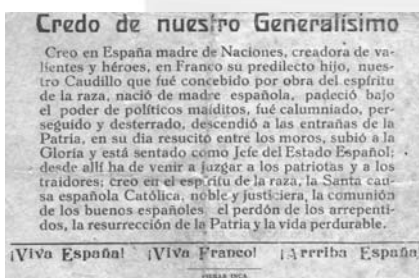 Credo de nuestro Generalísimo
Creo en España madre de Naciones, creadora de va-
lientes y héroes, en Franco su predilecto hijo, nues-
tro Caudillo que fué concebido por obra del espíritu
de la raza, nació de madre española, padeció bajo
el poder de políticos malditos, fué calumniado, per-
seguido y desterrado, descendió a las entrañas de la
Patria, en su dia resucitó entre los moros, subió a la
Gloria y está sentado como Jefe del Estado Español;
desde allí ha de venir a juzgar a los patriotas y a los
traidores; creo en el espíritu de la raza, la Santa cau-
sa española Católica, noble y justiciera, la comunión
de los buenos españoles el perdón de los arrepenti-
dos, la resurrección de la Patria y la vida perdurable.
¡Viva España! ¡Viva Franco! ¡Arrriba España